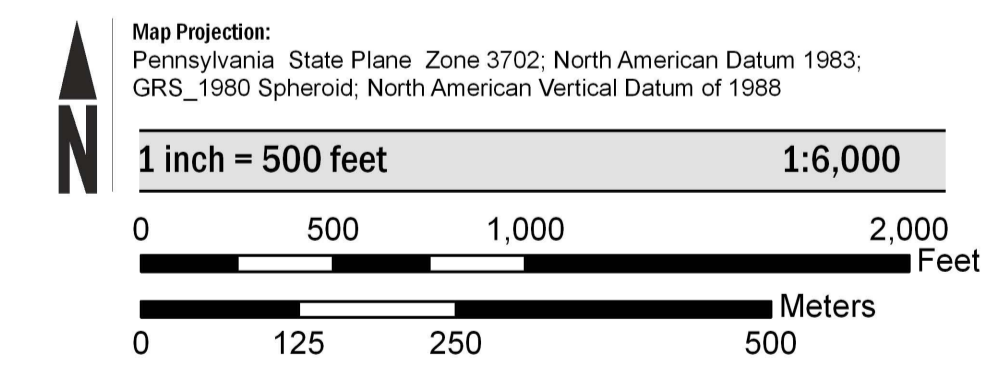 Map Projection:
Pennsylvania State Plane Zone 3702; North American Datum 1983;
GRS_1980 Spheroid; North American Vertical Datum of 1988
N
1 inch = 500 feet 1:6,000
0 500 1,000 2,000
Feet
Meters
0 125 250 500